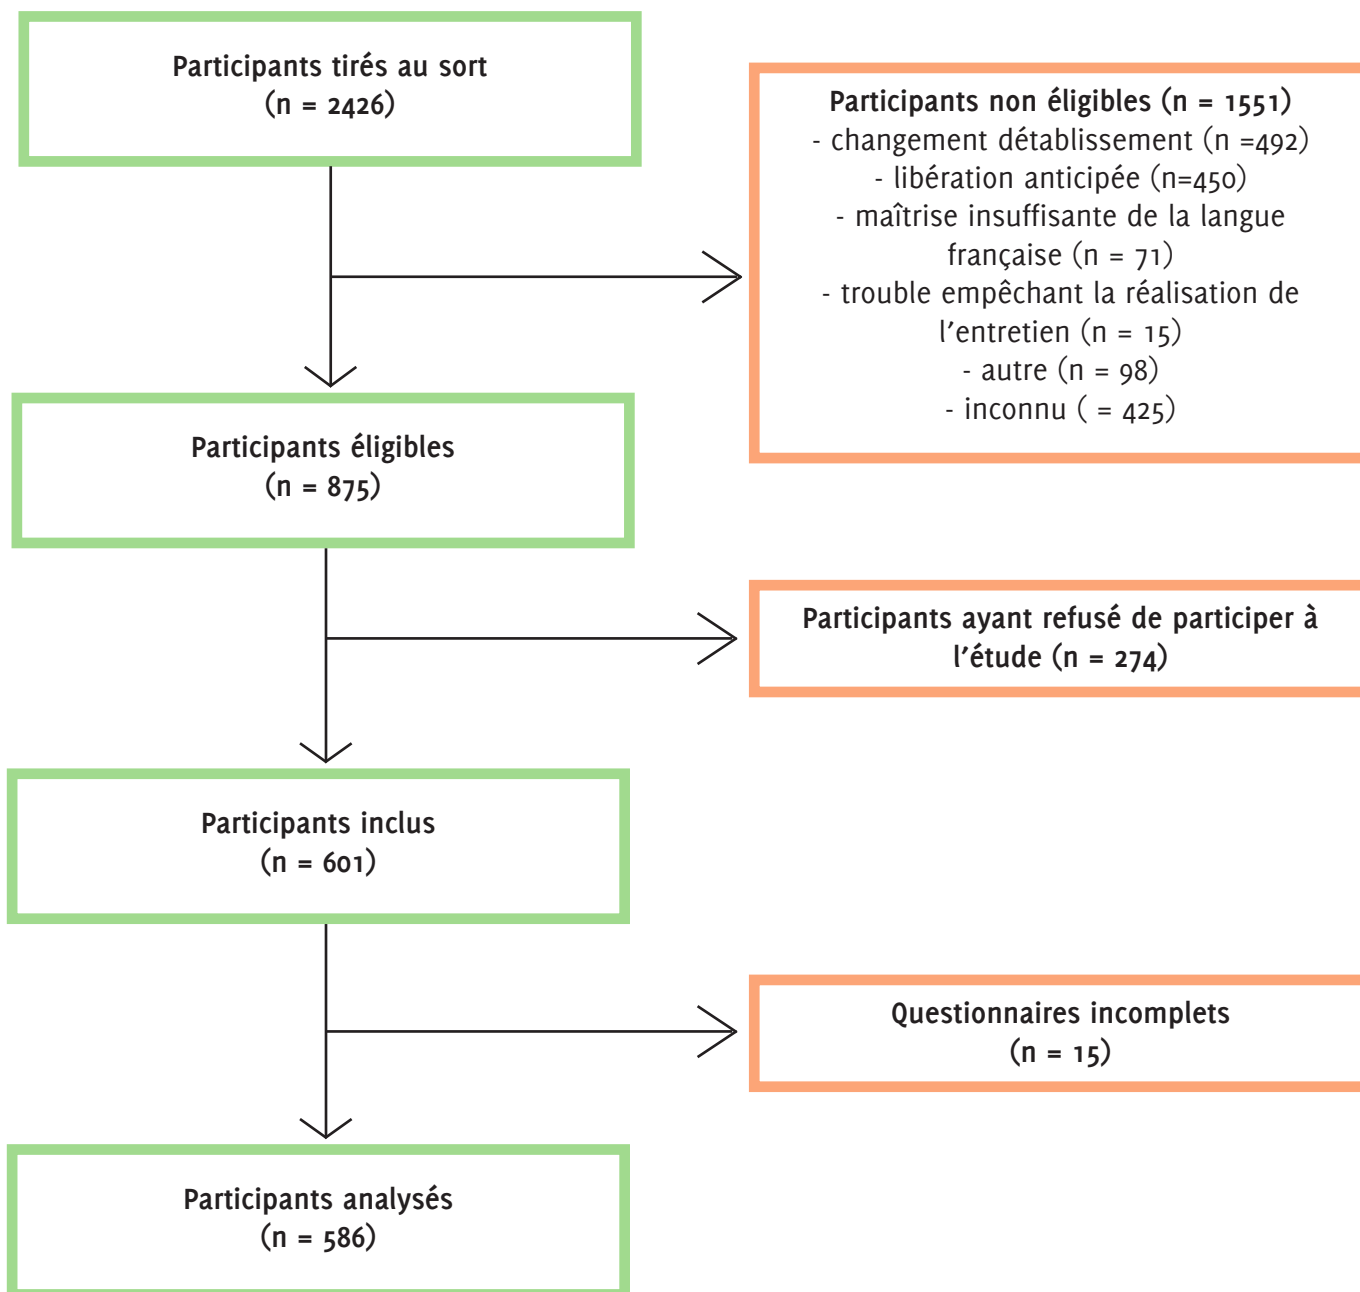 Participants tirés au sort
(n = 2426)
Participants non éligibles (n = 1551)
- changement détablissement (n =492)
- libération anticipée (n=450)
- maîtrise insuffisante de la langue
française (n = 71)
- trouble empêchant la réalisation de
l'entretien (n = 15)
- autre (n = 98)
- inconnu ( = 425)
Participants éligibles
(n = 875)
Participants ayant refusé de participer à
l'étude (n = 274)
Participants inclus
(n = 601)
Questionnaires incomplets
(n = 15)
Participants analysés
(n = 586)